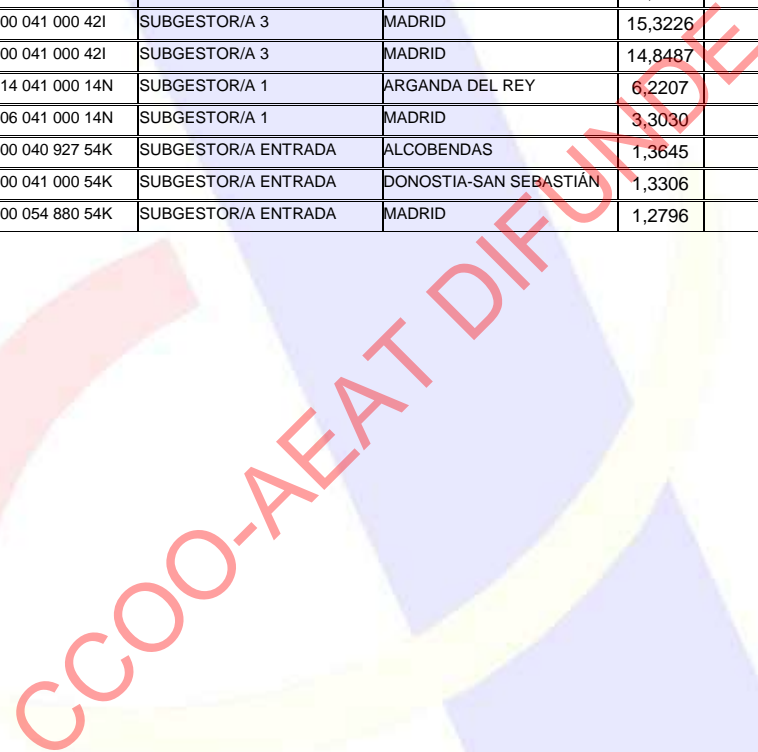 00 041 000 42I SUBGESTOR/A 3 MADRID 15,3226
00 041 000 42I SUBGESTOR/A 3 MADRID 14,8487
14 041 000 14N SUBGESTOR/A 1 ARGANDA DEL REY 6,2207
06 041 000 14N SUBGESTOR/A 1 MADRID 3,3030
00 040 927 54K SUBGESTOR/A ENTRADA ALCOBENDAS 1,3645
00 041 000 54K SUBGESTOR/A ENTRADA DONOSTIA-SAN SEBASTIÁN 1,3306
00 054 880 54K SUBGESTOR/A ENTRADA MADRID 1,2796
CCOO-AEAT DIFUNDE